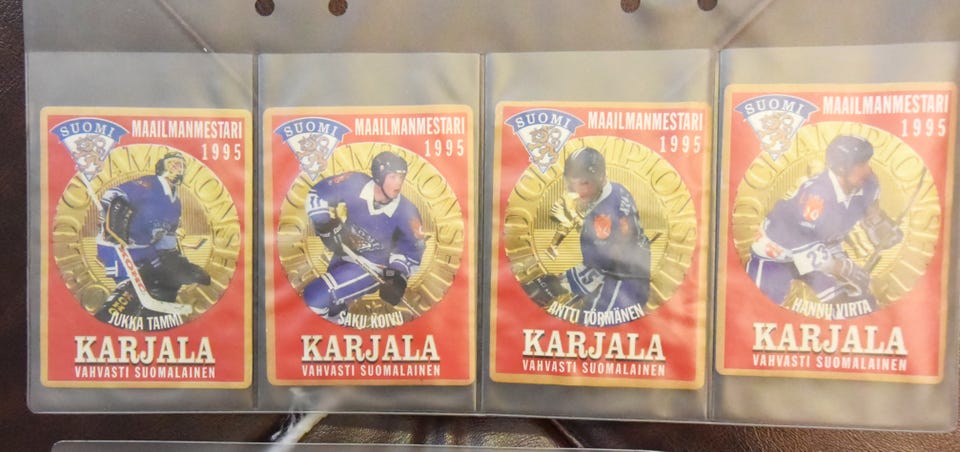 SUOMI
MAAILMANMESTARI
1995
JUKKA TAMMI
KARJALA
VAHVASTI SUOMALAINEN
SUOMI
MAAILMANMESTARI
1995
SAKU KOIVU
KARJALA
VAHVASTI SUOMALAINEN
SUOMI
MAAILMANMESTARI
1995
ANTTI TÖRMÄNEN
KARJALA
VAHVASTI SUOMALAINEN
SUOMI
MAAILMANMESTARI
1995
23
HANNU VIRTA
KARJALA
VAHVASTI SUOMALAINEN